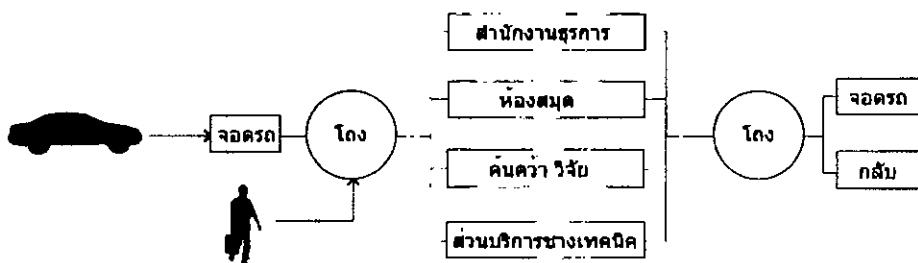 สำนักงานธุรการ
ห้องสมุด
จอดรถ
โถง
โถง
จอดรถ
ค้นคว้า วิจัย
กลับ
ส่วนบริการช่างเทคนิค